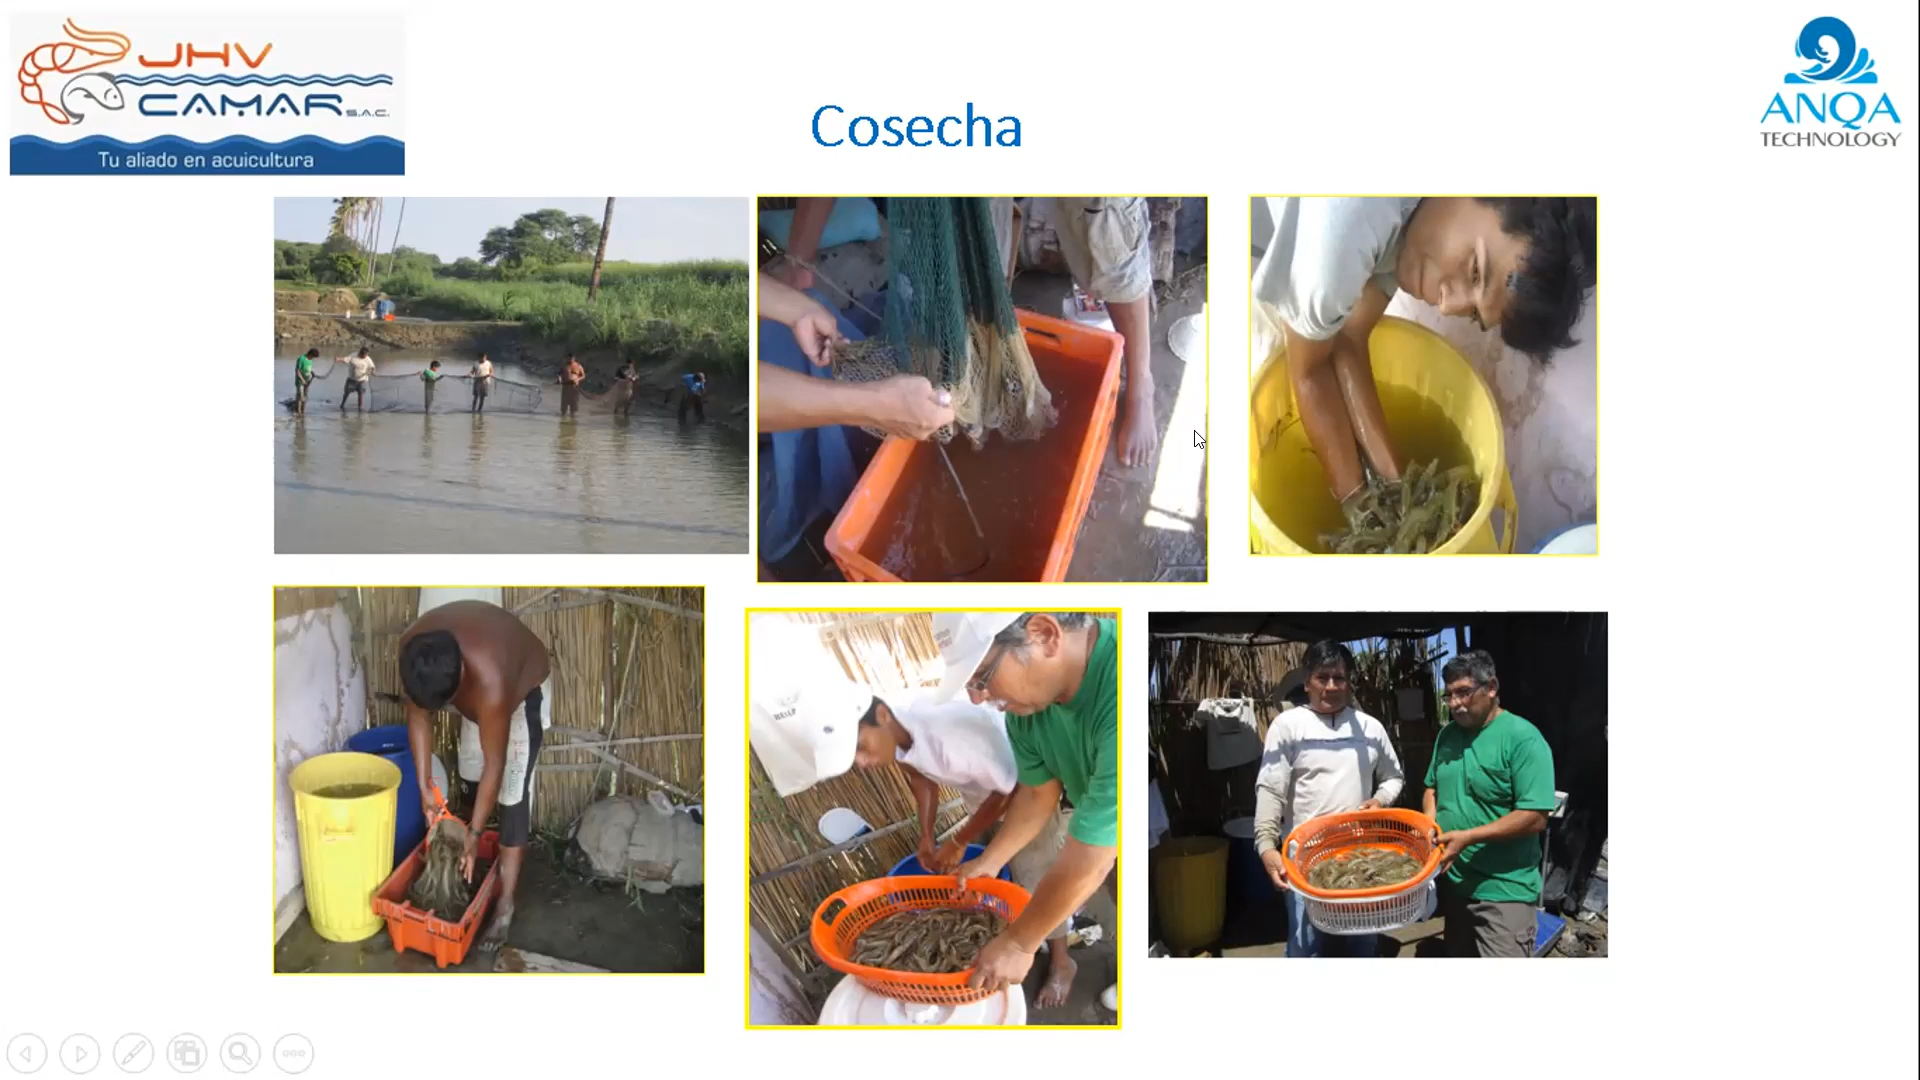 JHV
CAMAR S.A.C.
Tu aliado en acuicultura
Cosecha
ANQA
TECHNOLOGY